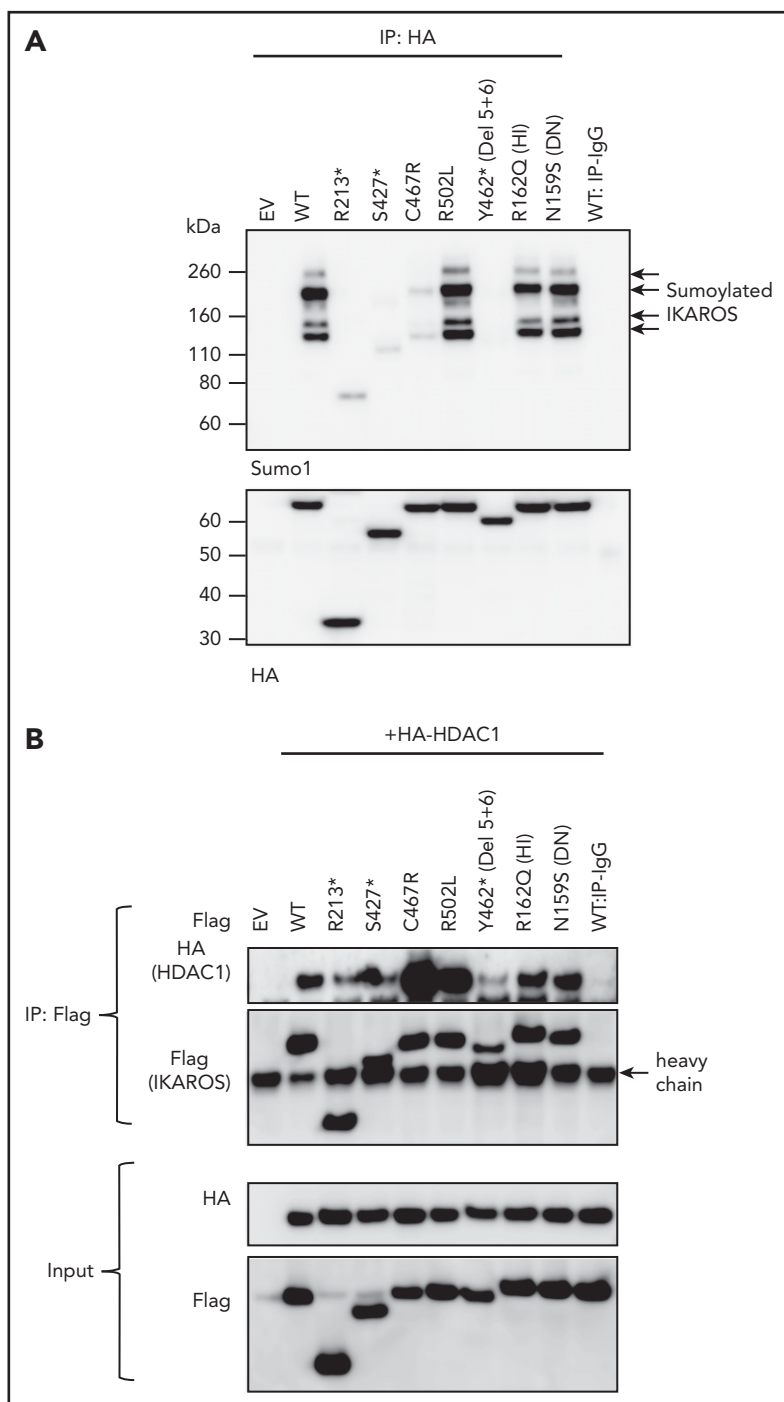 A
IP: HA
EV
WT
R213*
S427*
C467R
R502L
Y462* (Del 5+6)
R162Q (HI)
N159S (DN)
WT: IP-IgG
kDa
260
160
110
80
60
Sumoylated
IKAROS
Sumo1
60
50
40
30
HA
B
+HA-HDAC1
Flag
EV
WT
R213*
S427*
C467R
R502L
Y462* (Del 5+6)
R162Q (HI)
N159S (DN)
WT:IP-IgG
HA
(HDAC1)
IP: Flag
Flag
(IKAROS)
heavy
chain
HA
Input
Flag